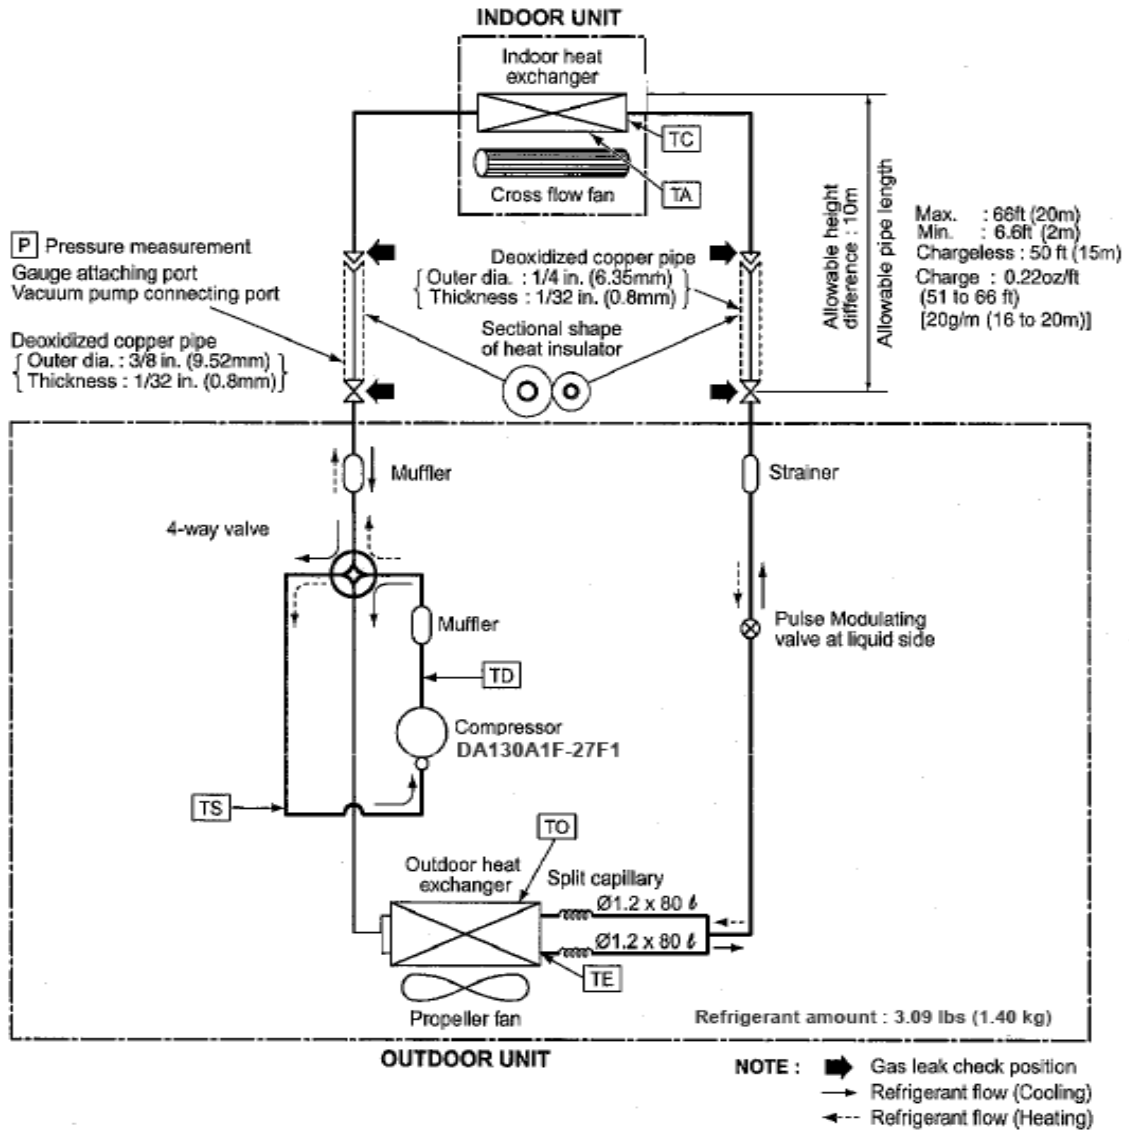 INDOOR UNIT
Indoor heat
exchanger
TC
Cross flow fan
TA
Allowable height
difference : 10m
Allowable pipe length
Max. : 66ft (20m)
Min. : 6.6ft (2m)
Chargeless : 50 ft (15m)
Charge : 0.22oz/ft
(51 to 66 ft)
[20g/m (16 to 20m)]
P Pressure measurement
Gauge attaching port
Vacuum pump connecting port
Deoxidized copper pipe
Outer dia. : 3/8 in. (9.52mm)
Thickness : 1/32 in. (0.8mm)
Deoxidized copper pipe
Outer dia. : 1/4 in. (6.35mm)
Thickness : 1/32 in. (0.8mm)
Sectional shape
of heat insulator
Muffler
Strainer
4-way valve
Muffler
Pulse Modulating
valve at liquid side
TD
Compressor
DA130A1F-27F1
TS
TO
Outdoor heat
exchanger
Split capillary
Ø1.2 x 80 ℓ
Ø1.2 x 80 ℓ
TE
Propeller fan
Refrigerant amount : 3.09 lbs (1.40 kg)
OUTDOOR UNIT
NOTE :
Gas leak check position
Refrigerant flow (Cooling)
Refrigerant flow (Heating)